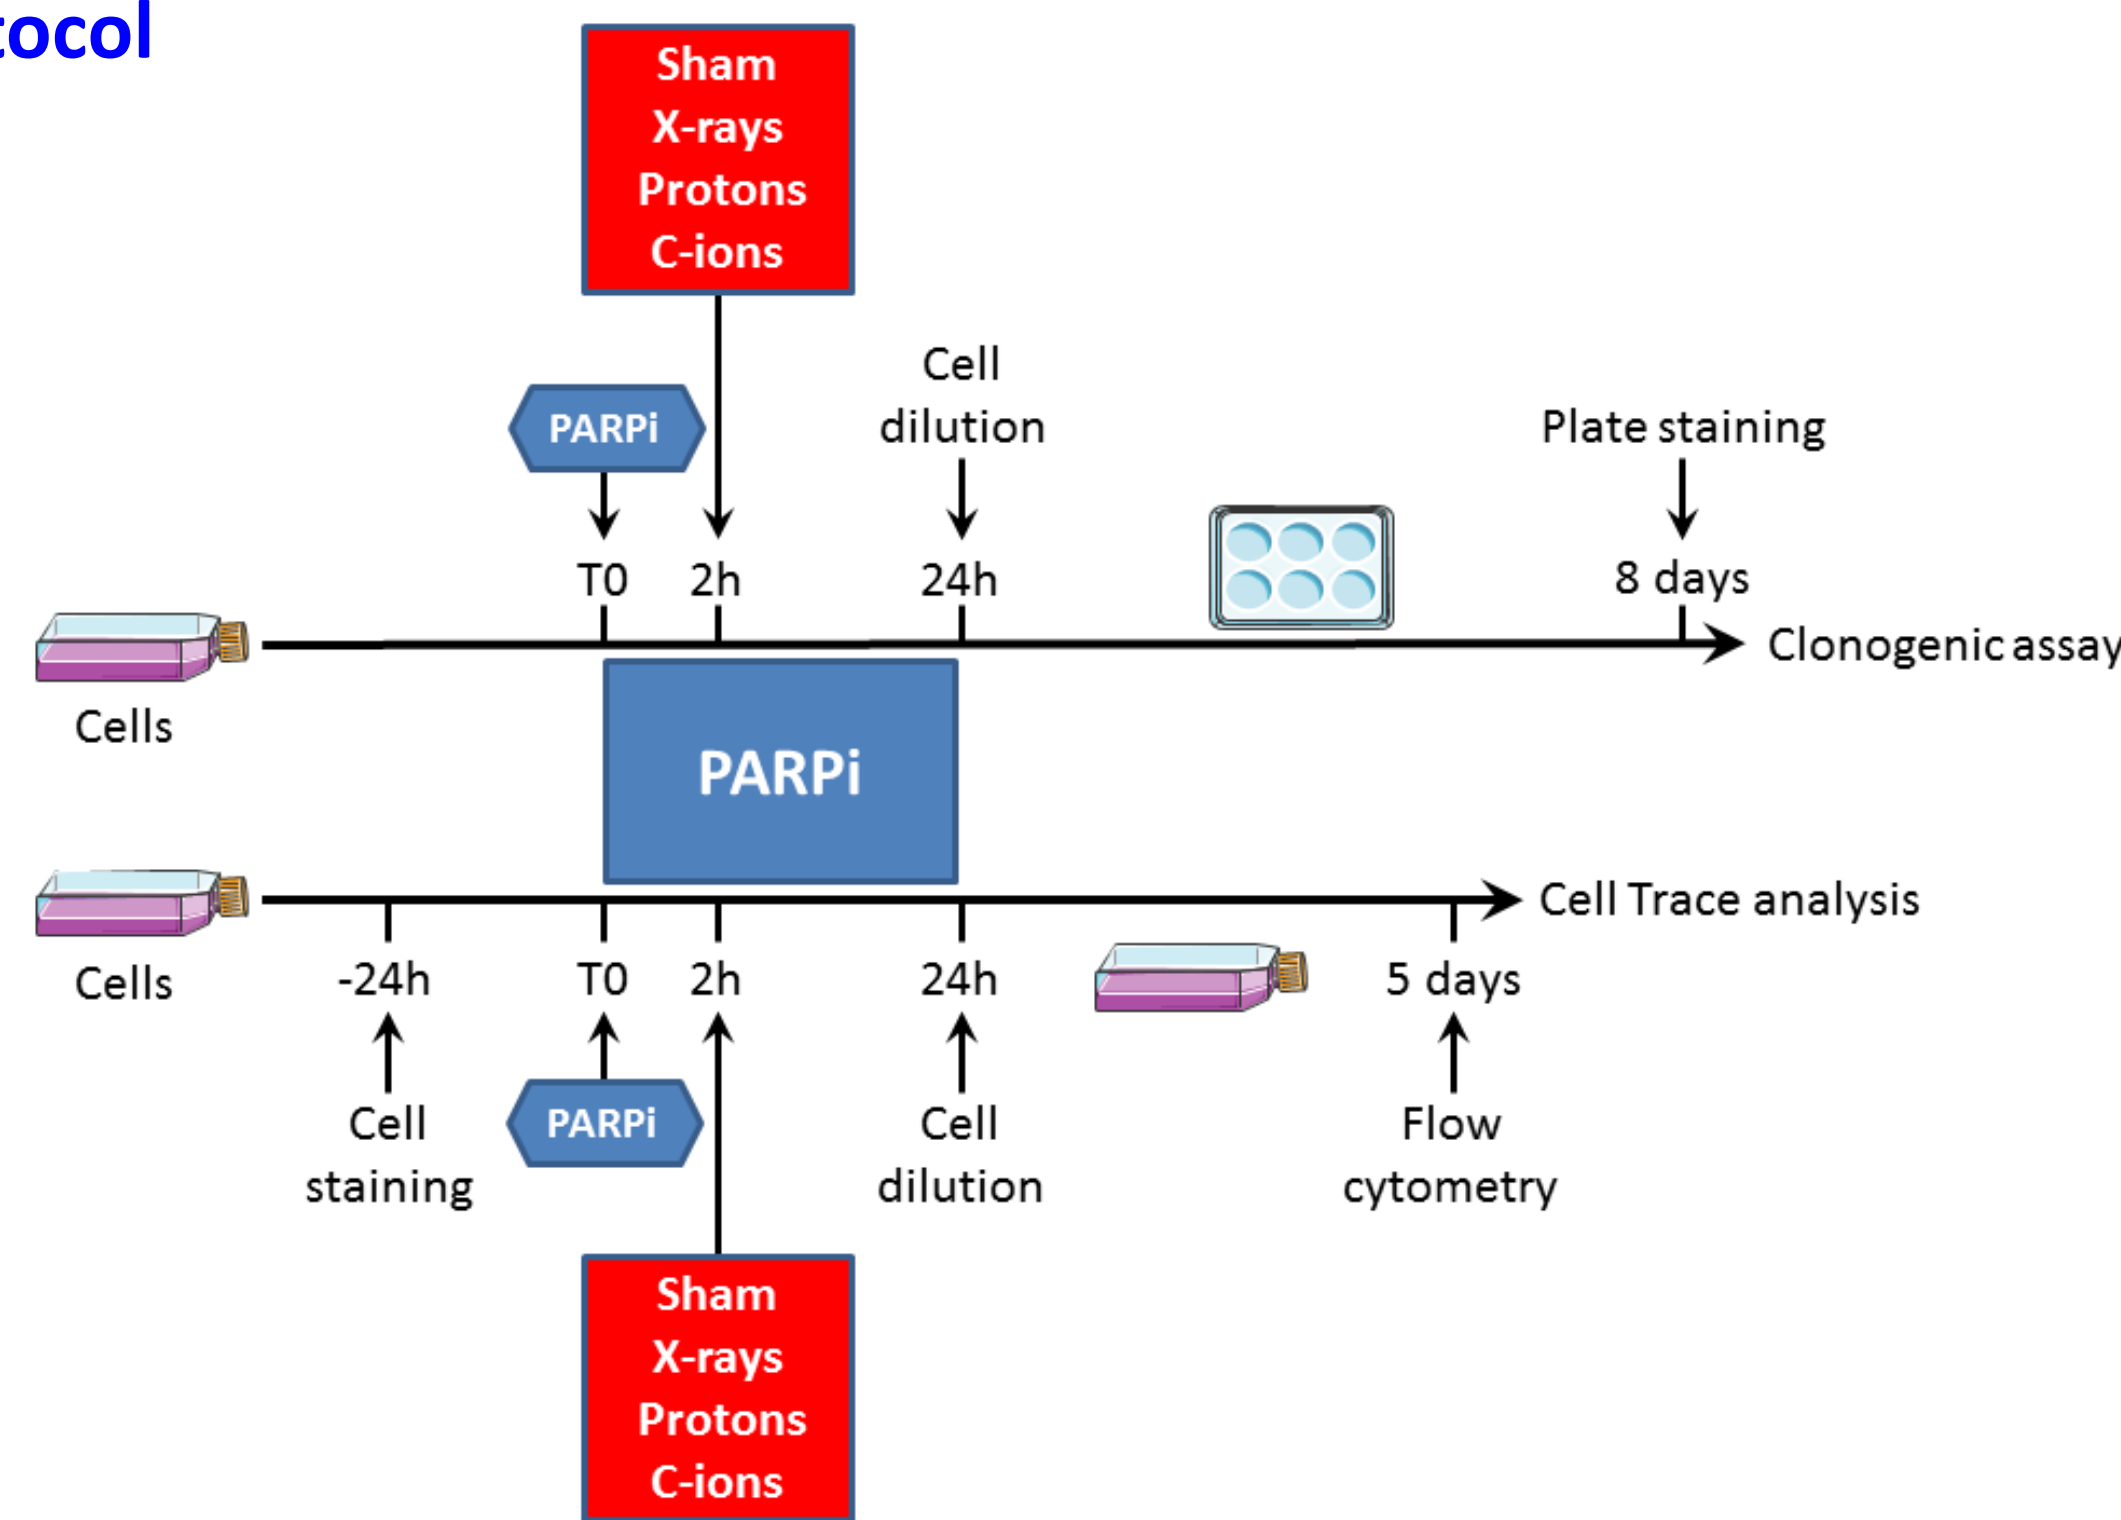 tocol
Sham
X-rays
Protons
C-ions
Cell
dilution
PARPi
Plate staining
T0
2h
24h
8 days
Clonogenic assay
Cells
PARPi
Cell Trace analysis
Cells
-24h
T0
2h
24h
5 days
Cell
staining
PARPi
Cell
dilution
Flow
cytometry
Sham
X-rays
Protons
C-ions